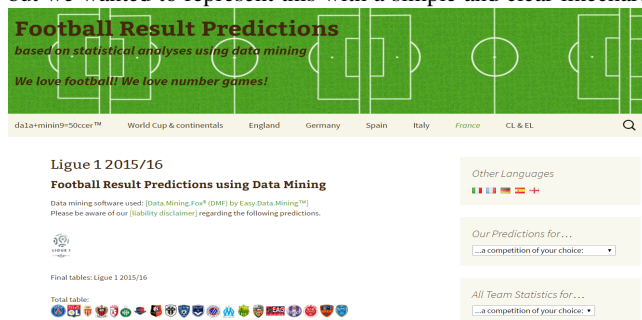 Football Result Predictions
based on statistical analyses using data mining
We love football! We love number games!
da1a+minin9=50ccer™ World Cup & continentals England Germany Spain Italy France CL & EL
Ligue 1 2015/16
Football Result Predictions using Data Mining
Data mining software used: [Data.Mining.Fox® (DMF) by Easy.Data.Mining™]
Please be aware of our [liability disclaimer] regarding the following predictions.
LIGUE 1
Final tables: Ligue 1 2015/16
Total table:
Other Languages
Our Predictions for…
...a competition of your choice:
All Team Statistics for…
...a competition of your choice: